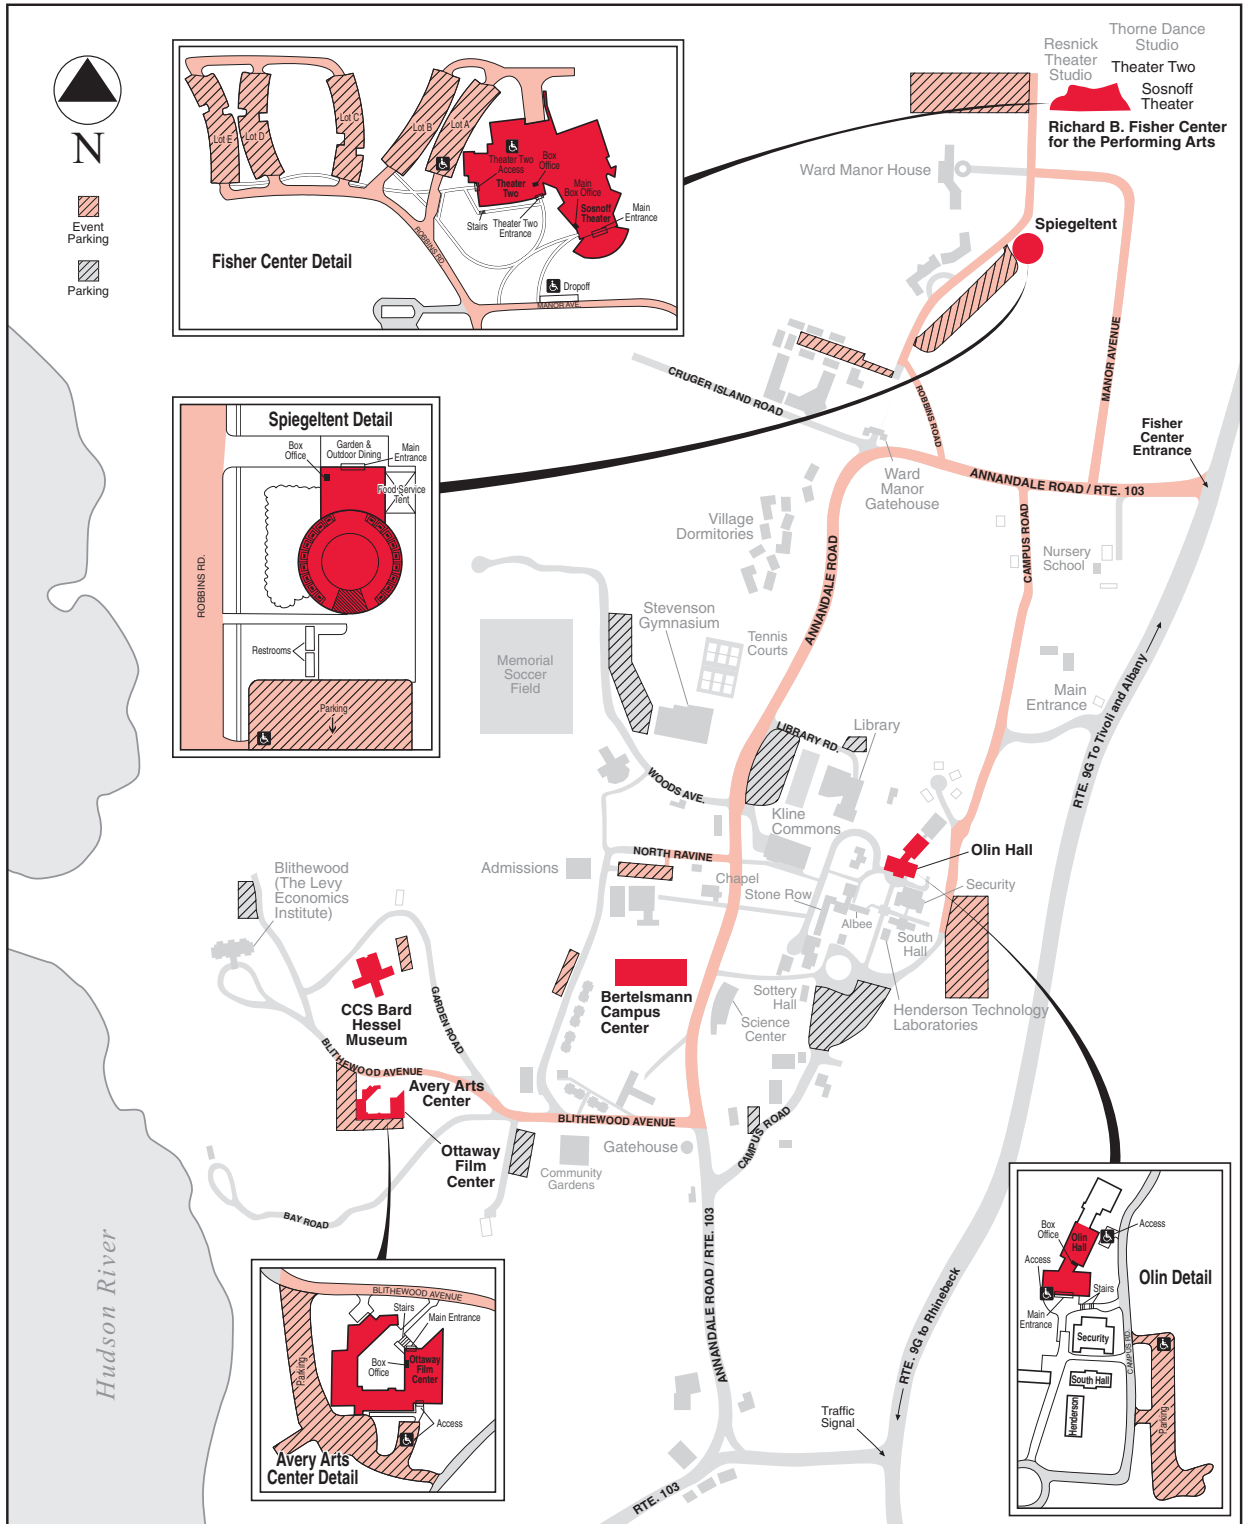 N
Event
Parking
Parking
Lot E
Lot D
Lot C
Lot B
Lot A
Theater Two
Access
Theater
Two
Box
Office
Main
Box Office
Sosnoff
Theater
Main
Entrance
Stairs
Theater Two
Entrance
ROBBINS RD.
Dropoff
MANOR AVE.
Fisher Center Detail
Thorne Dance
Studio
Resnick
Theater
Studio
Theater Two
Sosnoff
Theater
Richard B. Fisher Center
for the Performing Arts
Ward Manor House
Spiegeltent
MANOR AVENUE
CRUGER ISLAND ROAD
ROBBINS ROAD
Fisher
Center
Entrance
ANNANDALE ROAD / RTE. 103
Ward
Manor
Gatehouse
Spiegeltent Detail
Box
Office
Garden &
Outdoor Dining
Main
Entrance
Food Service
Tent
ROBBINS RD.
Restrooms
Parking
Village
Dormitories
CAMPUS ROAD
Nursery
School
ANNANDALE ROAD
Stevenson
Gymnasium
Tennis
Courts
Memorial
Soccer
Field
Main
Entrance
RTE. 9G To Tivoli and Albany
LIBRARY RD.
Library
WOODS AVE.
Kline
Commons
NORTH RAVINE
Olin Hall
Admissions
Chapel
Stone Row
Security
Albee
South
Hall
Blithewood
(The Levy
Economics
Institute)
CCS Bard
Hessel
Museum
GARDEN ROAD
Bertelsmann
Campus
Center
Sottery
Hall
Science
Center
Henderson Technology
Laboratories
BLITHEWOOD AVENUE
Avery Arts
Center
BLITHEWOOD AVENUE
Ottaway
Film
Center
Gatehouse
CAMPUS ROAD
Community
Gardens
BAY ROAD
Hudson River
ANNANDALE ROAD / RTE. 103
RTE. 9G to Rhinebeck
Traffic
Signal
RTE. 103
BLITHEWOOD AVENUE
Stairs
Main Entrance
Box
Office
Ottaway
Film
Center
Parking
Access
Avery Arts
Center Detail
Box
Office
Olin
Hall
Access
Access
Olin Detail
Stairs
Main
Entrance
Security
CAMPUS RD.
South Hall
Henderson
Parking